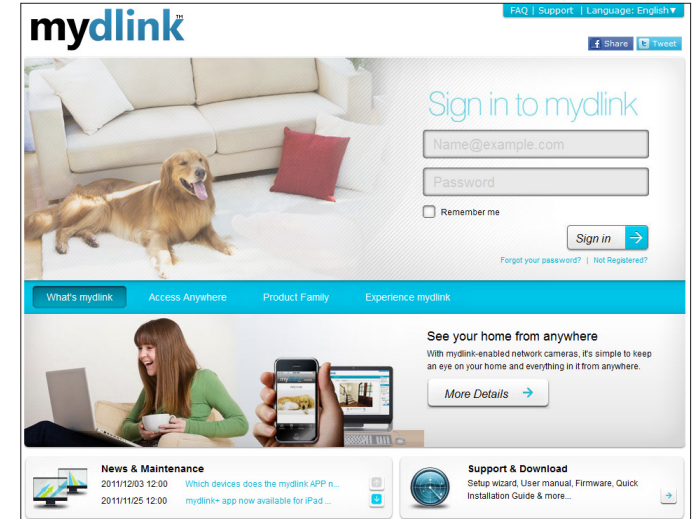 FAQ | Support | Language: English▼
mydlink™
Share Tweet
Sign in to mydlink
Name@example.com
Password
Remember me
Sign in
Forgot your password? | Not Registered?
What's mydlink Access Anywhere Product Family Experience mydlink
See your home from anywhere
With mydlink-enabled network cameras, it's simple to keep
an eye on your home and everything in it from anywhere.
More Details
News & Maintenance
2011/12/03 12:00 Which devices does the mydlink APP n...
2011/11/25 12:00 mydlink+ app now available for iPad ...
Support & Download
Setup wizard, User manual, Firmware, Quick
Installation Guide & more...